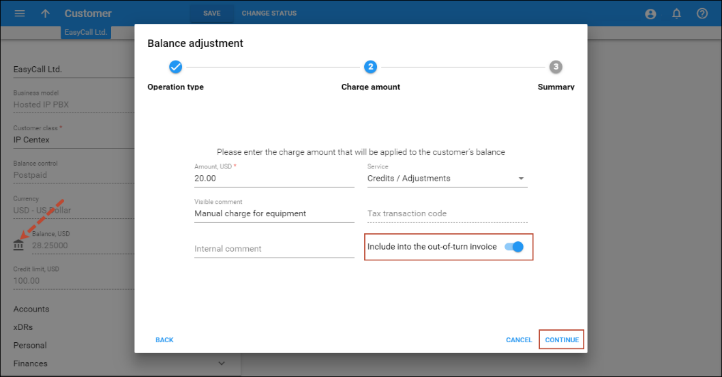 Customer
SAVE
CHANGE STATUS
EasyCall Ltd.
EasyCall Ltd.
Business model
Hosted IP PBX
Customer class *
IP Centex
Balance control
Postpaid
Currency
USD - US Dollar
Balance, USD
28.25000
Credit limit, USD
100.00
Accounts
xDRs
Personal
Finances
Balance adjustment
2
3
Operation type
Charge amount
Summary
Please enter the charge amount that will be applied to the customer's balance
Amount, USD *
20.00
Service
Credits / Adjustments
Visible comment
Manual charge for equipment
Tax transaction code
Internal comment
Include into the out-of-turn invoice
BACK
CANCEL
CONTINUE